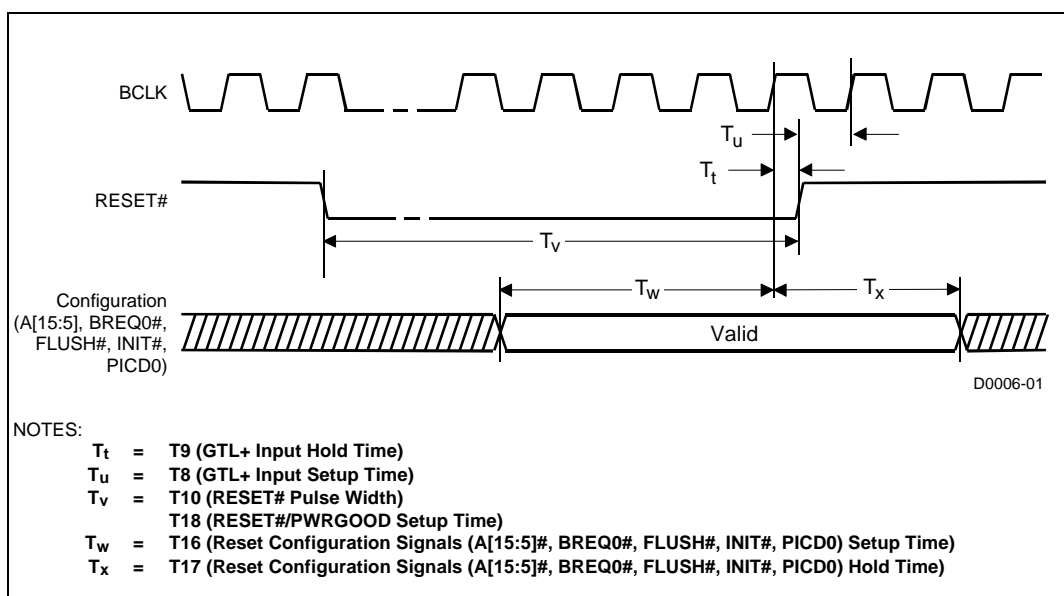 BCLK
Tu
Tt
RESET#
Tv
Tw
Tx
Configuration
(A[15:5], BREQ0#,
FLUSH#, INIT#,
PICD0)
Valid
D0006-01
NOTES:
Tt = T9 (GTL+ Input Hold Time)
Tu = T8 (GTL+ Input Setup Time)
Tv = T10 (RESET# Pulse Width)
T18 (RESET#/PWRGOOD Setup Time)
Tw = T16 (Reset Configuration Signals (A[15:5]#, BREQ0#, FLUSH#, INIT#, PICD0) Setup Time)
Tx = T17 (Reset Configuration Signals (A[15:5]#, BREQ0#, FLUSH#, INIT#, PICD0) Hold Time)